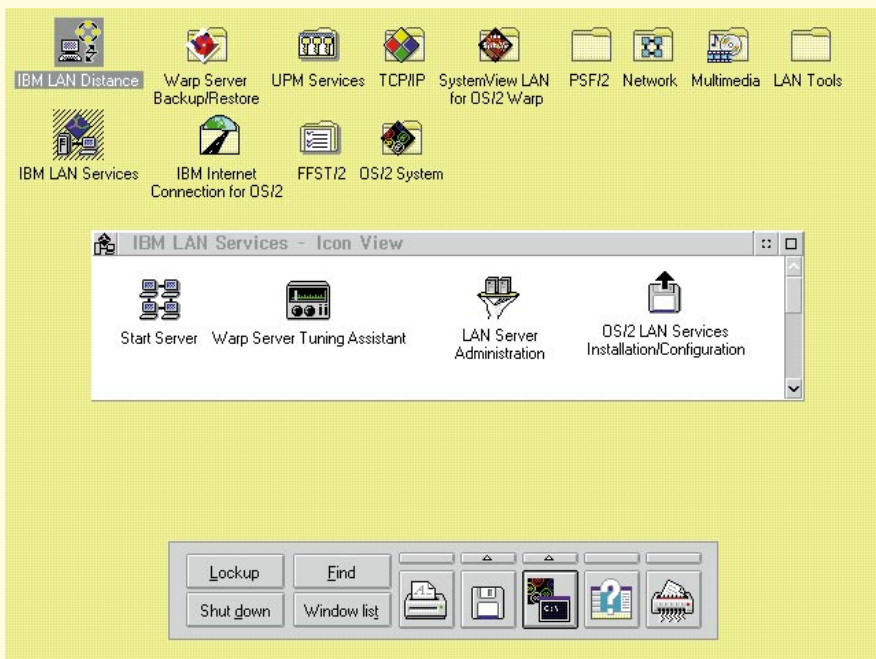 IBM LAN Distance
Warp Server
Backup/Restore
UPM Services
TCP/IP
SystemView LAN
for OS/2 Warp
PSF/2
Network
Multimedia
LAN Tools
IBM LAN Services
IBM Internet
Connection for OS/2
FFST/2
OS/2 System
IBM LAN Services - Icon View
Start Server
Warp Server Tuning Assistant
LAN Server
Administration
OS/2 LAN Services
Installation/Configuration
Lockup
Find
Shut down
Window list
C:\